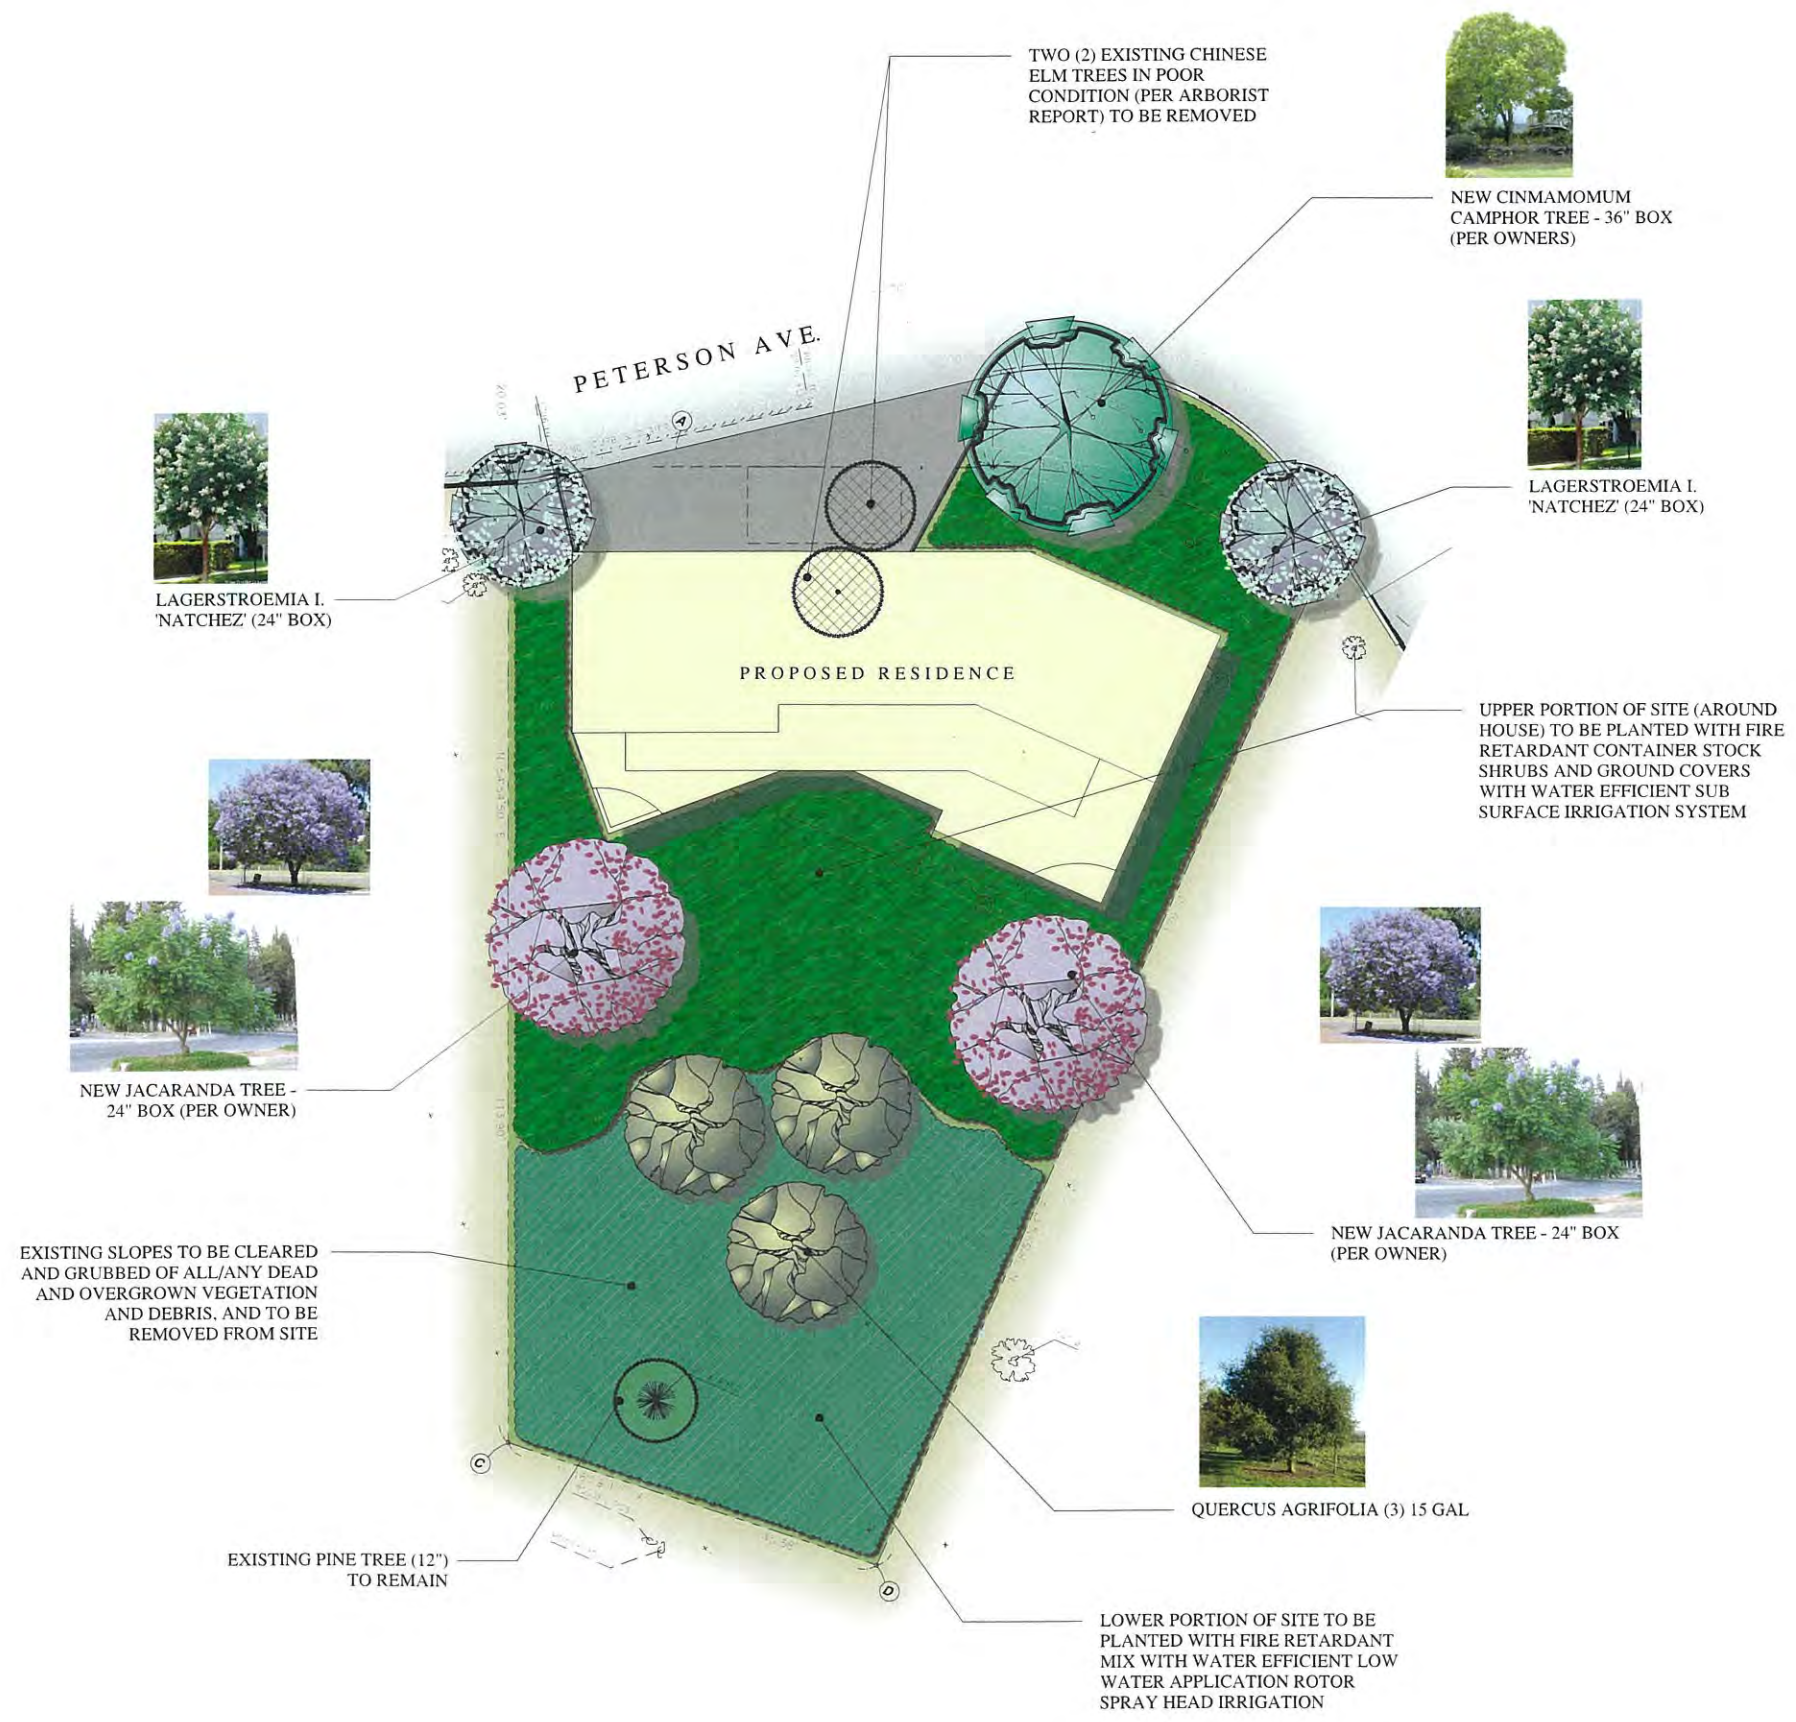 TWO (2) EXISTING CHINESE
ELM TREES IN POOR
CONDITION (PER ARBORIST
REPORT) TO BE REMOVED
NEW CINMAMOMUM
CAMPHOR TREE - 36" BOX
(PER OWNERS)
PETERSON AVE.
A
LAGERSTROEMIA I.
'NATCHEZ' (24" BOX)
LAGERSTROEMIA I.
'NATCHEZ' (24" BOX)
PROPOSED RESIDENCE
UPPER PORTION OF SITE (AROUND
HOUSE) TO BE PLANTED WITH FIRE
RETARDANT CONTAINER STOCK
SHRUBS AND GROUND COVERS
WITH WATER EFFICIENT SUB
SURFACE IRRIGATION SYSTEM
NEW JACARANDA TREE -
24" BOX (PER OWNER)
113.90'
NEW JACARANDA TREE - 24" BOX
(PER OWNER)
EXISTING SLOPES TO BE CLEARED
AND GRUBBED OF ALL/ANY DEAD
AND OVERGROWN VEGETATION
AND DEBRIS, AND TO BE
REMOVED FROM SITE
C
QUERCUS AGRIFOLIA (3) 15 GAL
EXISTING PINE TREE (12")
TO REMAIN
D
LOWER PORTION OF SITE TO BE
PLANTED WITH FIRE RETARDANT
MIX WITH WATER EFFICIENT LOW
WATER APPLICATION ROTOR
SPRAY HEAD IRRIGATION